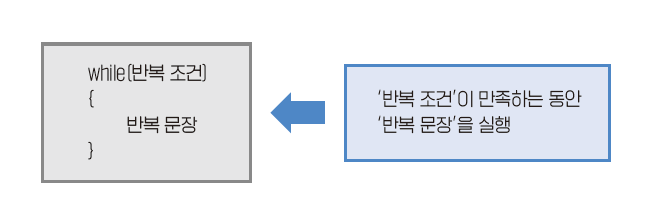 while(반복 조건)
{
반복 문장
}
‘반복 조건’이 만족하는 동안
‘반복 문장’을 실행